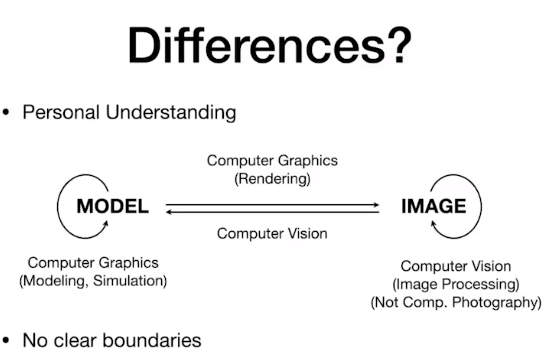 Differences?
• Personal Understanding
Computer Graphics
(Rendering)
MODEL
IMAGE
Computer Vision
Computer Graphics
(Modeling, Simulation)
Computer Vision
(Image Processing)
(Not Comp. Photography)
• No clear boundaries